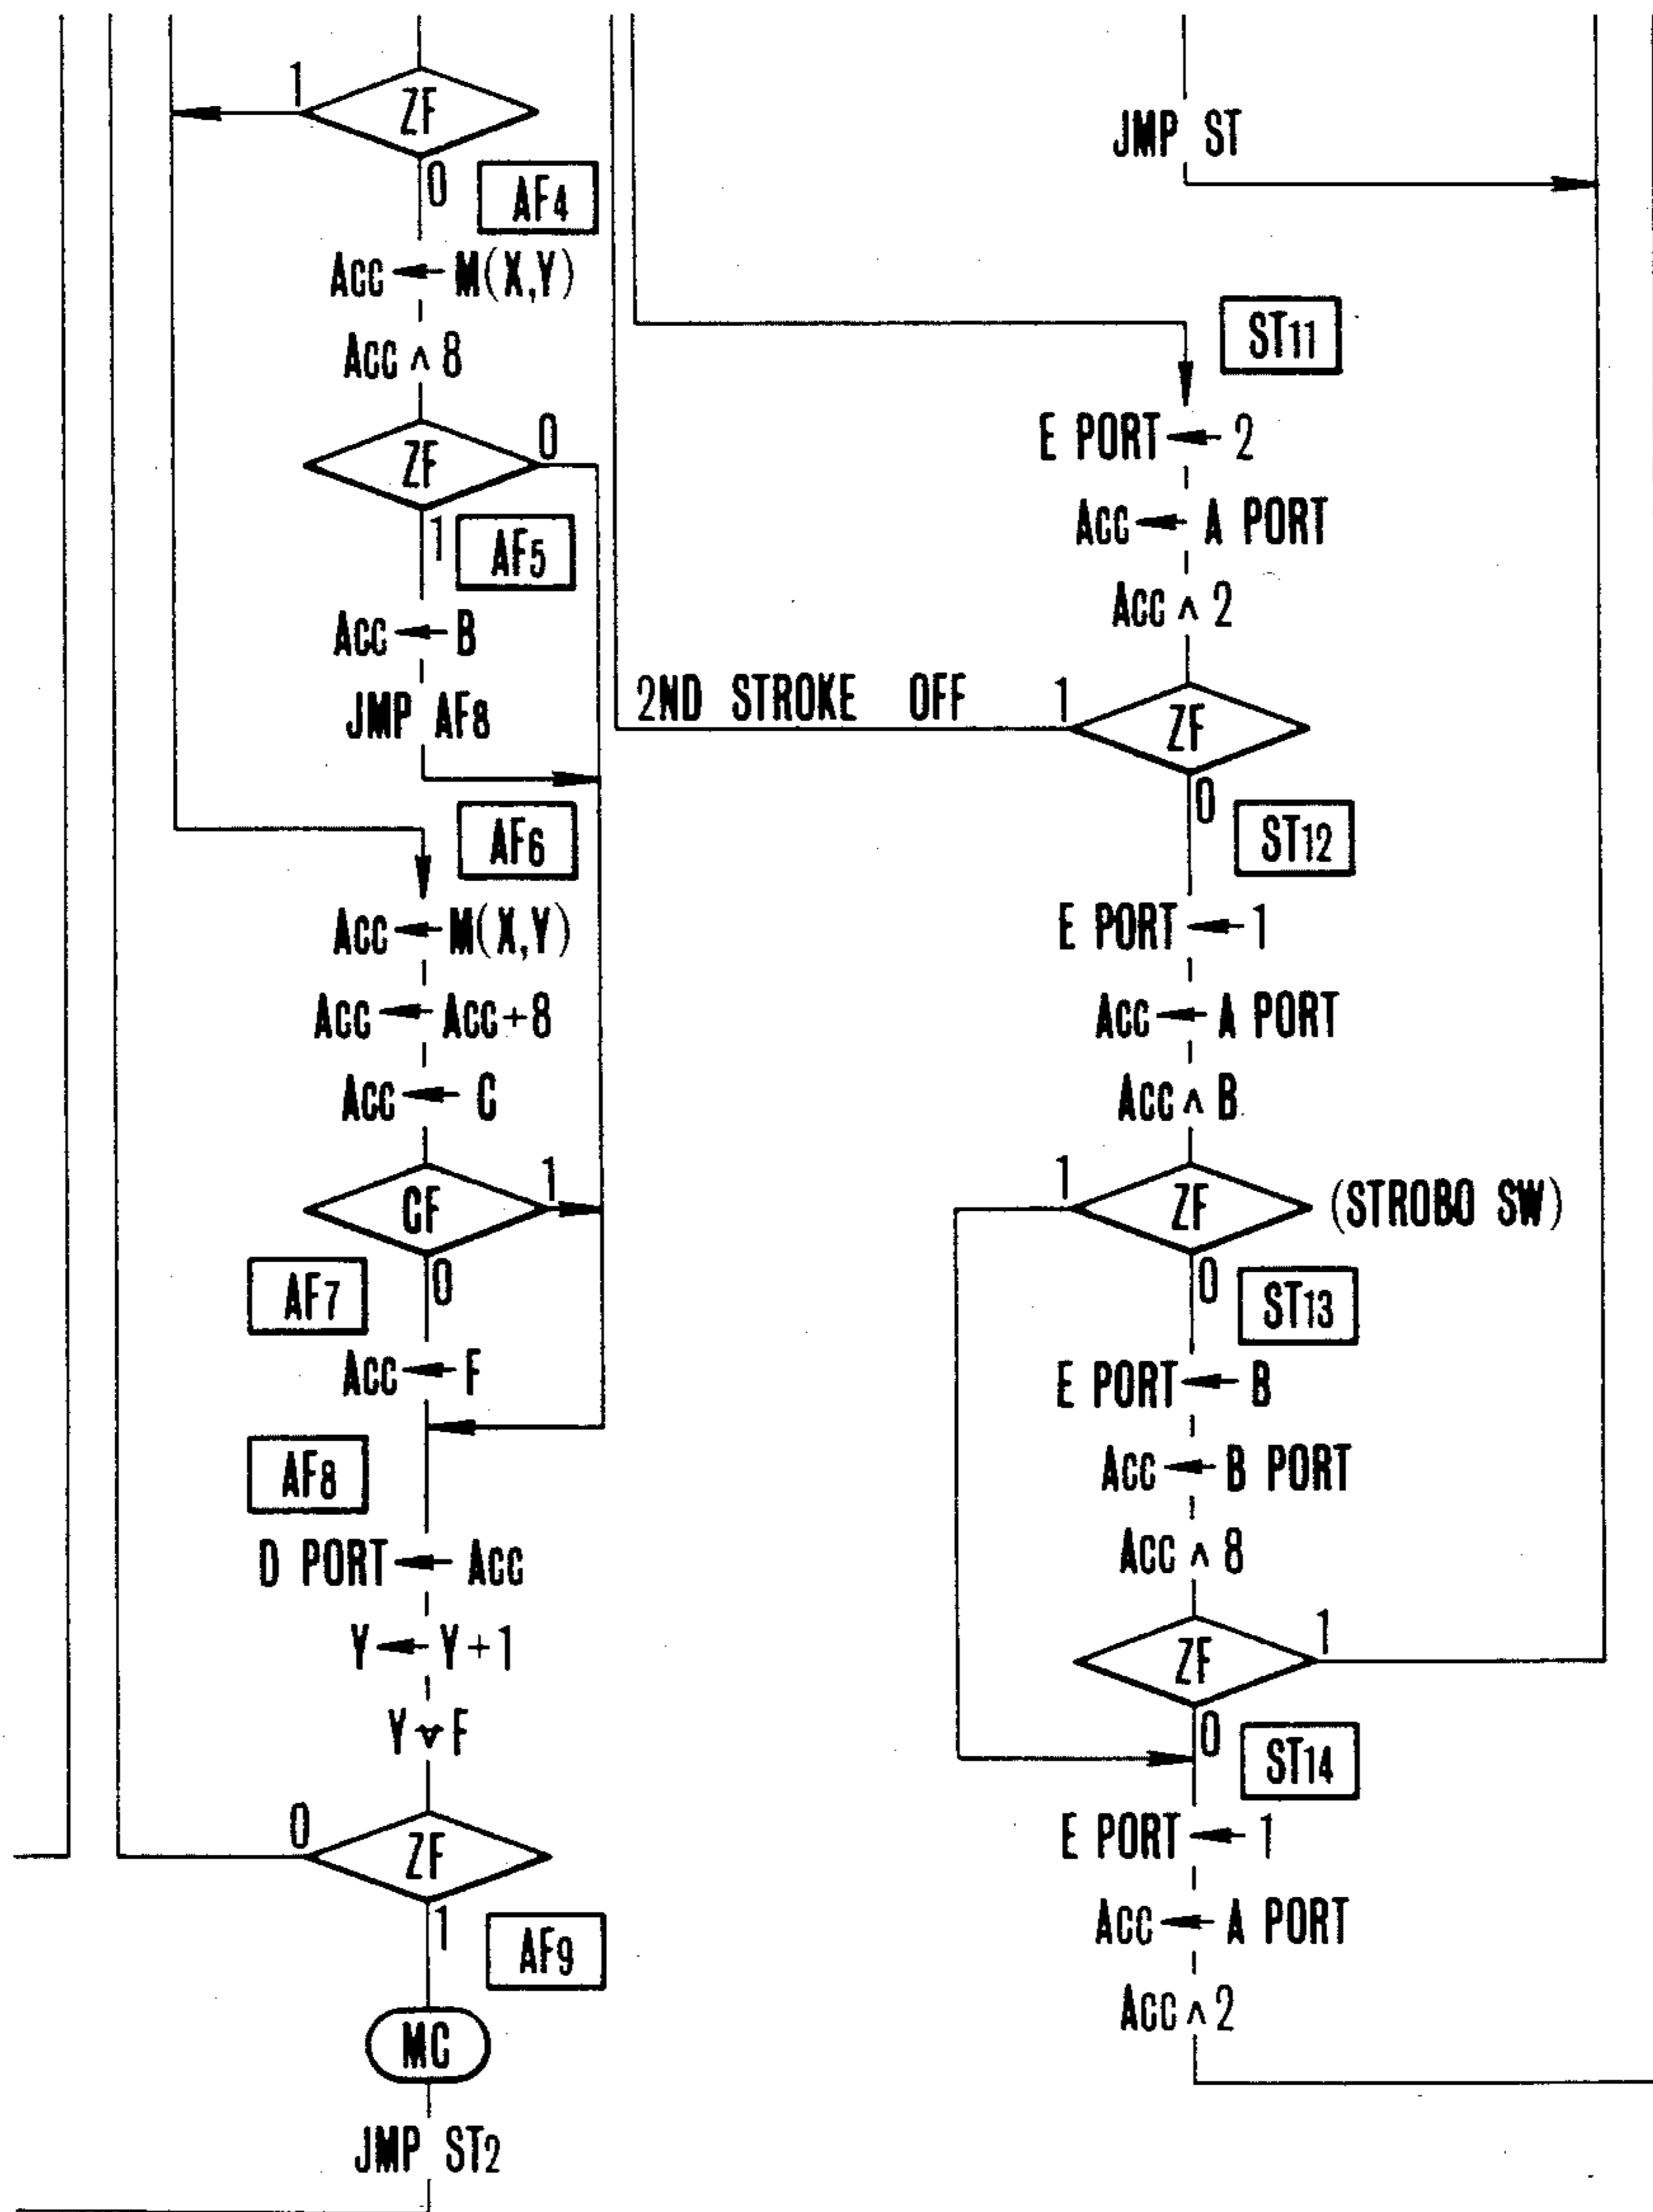 1
ZF
0
AF4
Acc ← M(X,Y)
Acc ∧ 8
ZF
0
1
AF5
Acc ← B
JMP AF8
AF6
Acc ← M(X,Y)
Acc ← Acc+8
Acc ← C
CF
1
0
AF7
Acc ← F
AF8
D PORT ← Acc
Y ← Y+1
Y ⊻ F
0
ZF
1
AF9
MC
JMP ST2
JMP ST
ST11
E PORT ← 2
Acc ← A PORT
Acc ∧ 2
2ND STROKE OFF
1
ZF
0
ST12
E PORT ← 1
Acc ← A PORT
Acc ∧ B
1
ZF
(STROBO SW)
0
ST13
E PORT ← B
Acc ← B PORT
Acc ∧ 8
ZF
1
0
ST14
E PORT ← 1
Acc ← A PORT
Acc ∧ 2